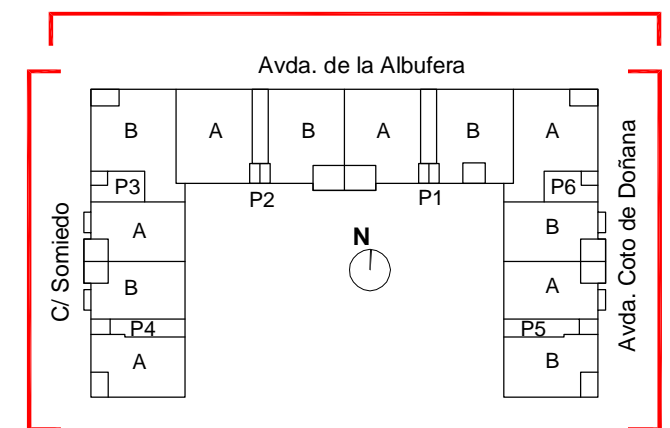 Avda. de la Albufera
B A B A B A
P3 P6
P2 P1
C/ Somiedo
Avda. Coto de Doñana
A B
N
B A
P4 P5
A B